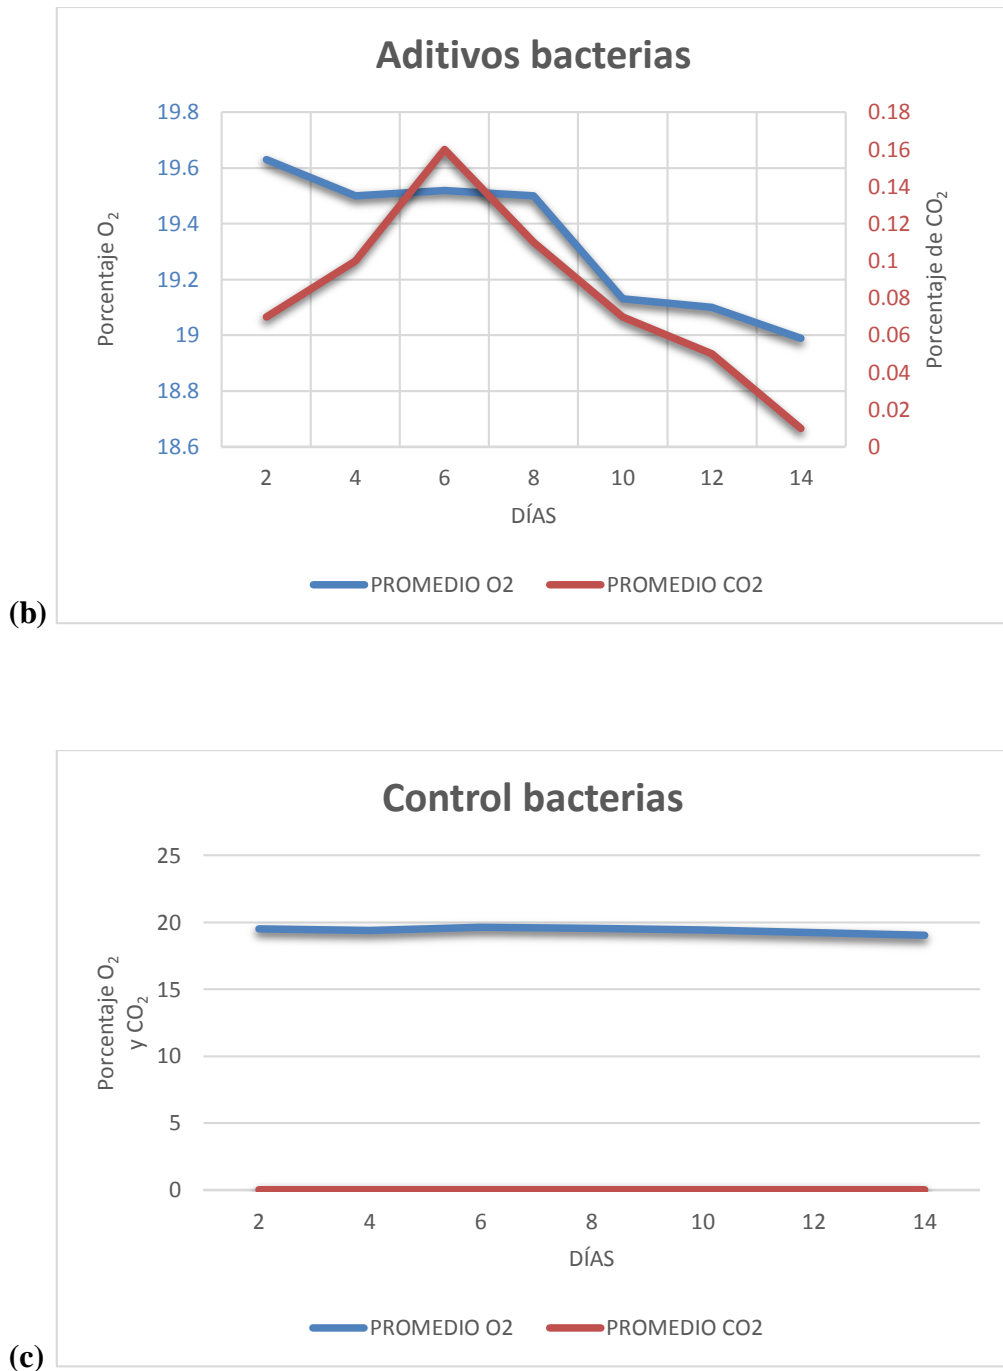 Aditivos bacterias
19.8
19.6
19.4
19.2
19
18.8
18.6
Porcentaje O₂
0.18
0.16
0.14
0.12
0.1
0.08
0.06
0.04
0.02
0
Porcentaje de CO₂
2 4 6 8 10 12 14
DÍAS
PROMEDIO O2 PROMEDIO CO2
(b)
Control bacterias
25
20
15
10
5
0
Porcentaje O₂
y CO₂
2 4 6 8 10 12 14
DÍAS
PROMEDIO O2 PROMEDIO CO2
(c)